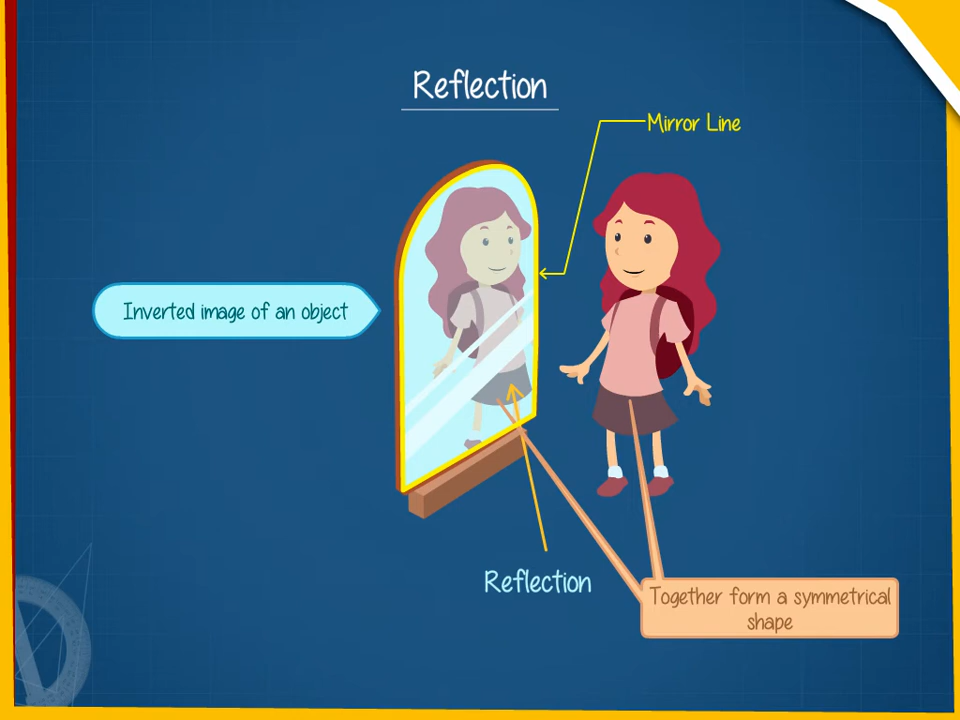 Reflection
Mirror Line
Inverted image of an object
Reflection
Together form a symmetrical
shape